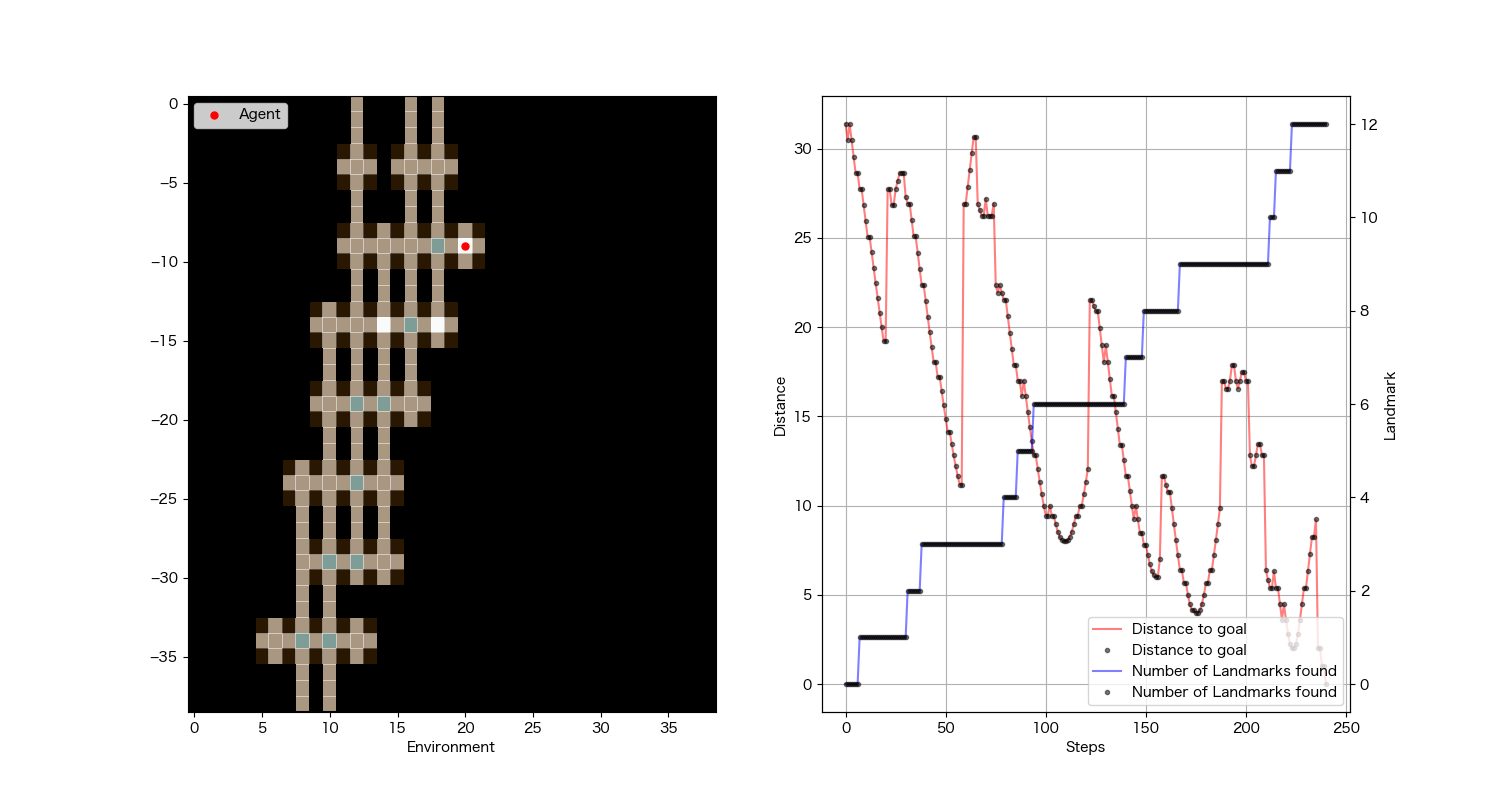 0
−5
−10
−15
−20
−25
−30
−35
Agent
0 5 10 15 20 25 30 35
Environment
Distance
30
25
20
15
10
5
0
12
10
8
6
4
2
0
Landmark
Distance to goal
Distance to goal
Number of Landmarks found
Number of Landmarks found
0 50 100 150 200 250
Steps